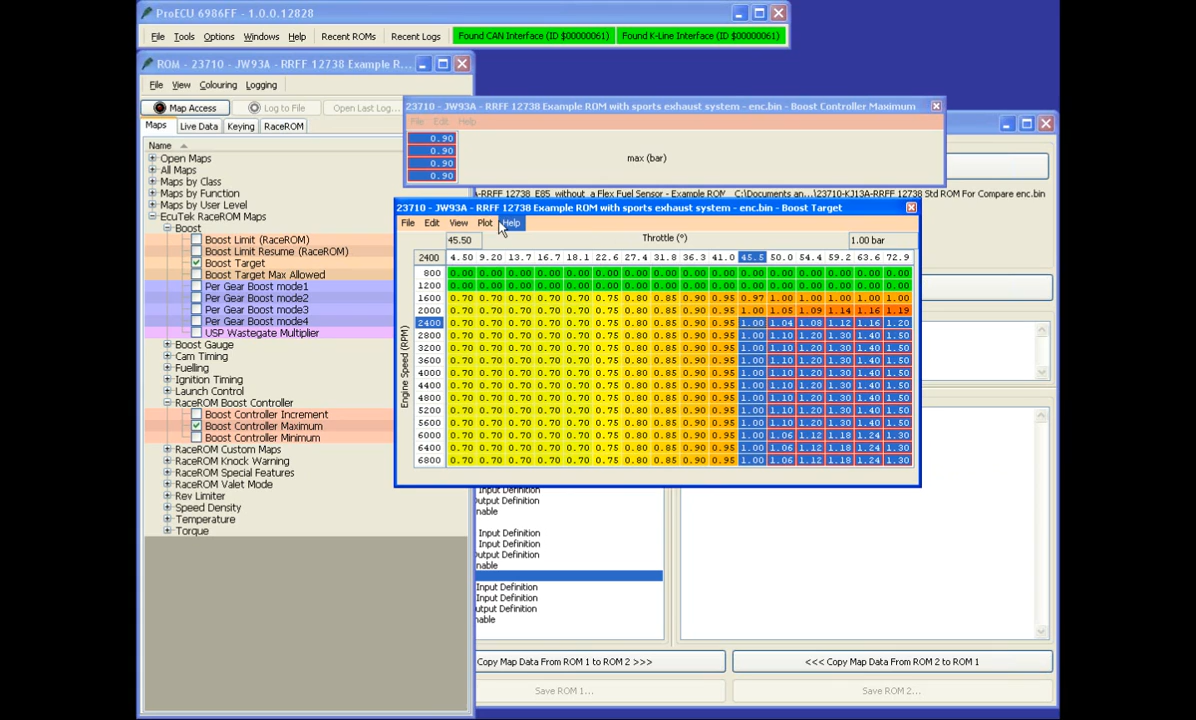 ProECU 6986FF - 1.0.0.12828
File Tools Options Windows Help Recent ROMs Recent Logs Found CAN Interface (ID $00000061) Found K-Line Interface (ID $00000061)
ROM - 23710 - JW93A - RRFF 12738 Example R...
File View Colouring Logging
Map Access Log to File Open Last Log...
Maps Live Data Keying RaceROM
Name
Open Maps
All Maps
Maps by Class
Maps by Function
Maps by User Level
EcuTek RaceROM Maps
Boost
Boost Limit (RaceROM)
Boost Limit Resume (RaceROM)
Boost Target
Boost Target Max Allowed
Per Gear Boost mode1
Per Gear Boost mode2
Per Gear Boost mode3
Per Gear Boost mode4
USP Wastegate Multiplier
Boost Gauge
Cam Timing
Fuelling
Ignition Timing
Launch Control
RaceROM Boost Controller
Boost Controller Increment
Boost Controller Maximum
Boost Controller Minimum
RaceROM Custom Maps
RaceROM Knock Warning
RaceROM Special Features
RaceROM Valet Mode
Rev Limiter
Speed Density
Temperature
Torque
23710 - JW93A - RRFF 12738 Example ROM with sports exhaust system - enc.bin - Boost Controller Maximum
File Edit Help
0.90
0.90
0.90
0.90
max (bar)
-RRFF 12738 E85 without a Flex Fuel Sensor - Example ROM C:\Documents an...\23710-KJ13A-RRFF 12738 Std ROM For Compare enc.bin
23710 - JW93A - RRFF 12738 Example ROM with sports exhaust system - enc.bin - Boost Target
File Edit View Plot Help
45.50 Throttle (°) 1.00 bar
2400 4.50 9.20 13.7 16.7 18.1 22.6 27.4 31.8 36.3 41.0 45.5 50.0 54.4 59.2 63.6 72.9
Engine Speed (RPM)
800 0.00 0.00 0.00 0.00 0.00 0.00 0.00 0.00 0.00 0.00 0.00 0.00 0.00 0.00 0.00 0.00
1200 0.00 0.00 0.00 0.00 0.00 0.00 0.00 0.00 0.00 0.00 0.00 0.00 0.00 0.00 0.00 0.00
1600 0.70 0.70 0.70 0.70 0.70 0.75 0.80 0.85 0.90 0.95 0.97 1.00 1.00 1.00 1.00 1.00
2000 0.70 0.70 0.70 0.70 0.70 0.75 0.80 0.85 0.90 0.95 1.00 1.05 1.09 1.14 1.16 1.19
2400 0.70 0.70 0.70 0.70 0.70 0.75 0.80 0.85 0.90 0.95 1.00 1.04 1.08 1.12 1.16 1.20
2800 0.70 0.70 0.70 0.70 0.70 0.75 0.80 0.85 0.90 0.95 1.00 1.10 1.20 1.30 1.40 1.50
3200 0.70 0.70 0.70 0.70 0.70 0.75 0.80 0.85 0.90 0.95 1.00 1.10 1.20 1.30 1.40 1.50
3600 0.70 0.70 0.70 0.70 0.70 0.75 0.80 0.85 0.90 0.95 1.00 1.10 1.20 1.30 1.40 1.50
4000 0.70 0.70 0.70 0.70 0.70 0.75 0.80 0.85 0.90 0.95 1.00 1.10 1.20 1.30 1.40 1.50
4400 0.70 0.70 0.70 0.70 0.70 0.75 0.80 0.85 0.90 0.95 1.00 1.10 1.20 1.30 1.40 1.50
4800 0.70 0.70 0.70 0.70 0.70 0.75 0.80 0.85 0.90 0.95 1.00 1.10 1.20 1.30 1.40 1.50
5200 0.70 0.70 0.70 0.70 0.70 0.75 0.80 0.85 0.90 0.95 1.00 1.10 1.20 1.30 1.40 1.50
5600 0.70 0.70 0.70 0.70 0.70 0.75 0.80 0.85 0.90 0.95 1.00 1.10 1.20 1.30 1.40 1.50
6000 0.70 0.70 0.70 0.70 0.70 0.75 0.80 0.85 0.90 0.95 1.00 1.06 1.12 1.18 1.24 1.30
6400 0.70 0.70 0.70 0.70 0.70 0.75 0.80 0.85 0.90 0.95 1.00 1.06 1.12 1.18 1.24 1.30
6800 0.70 0.70 0.70 0.70 0.70 0.75 0.80 0.85 0.90 0.95 1.00 1.06 1.12 1.18 1.24 1.30
Input Definition
utput Definition
nable
Input Definition
Input Definition
Output Definition
nable
Input Definition
Input Definition
utput Definition
nable
Copy Map Data From ROM 1 to ROM 2 >>> <<< Copy Map Data From ROM 2 to ROM 1
Save ROM 1... Save ROM 2...